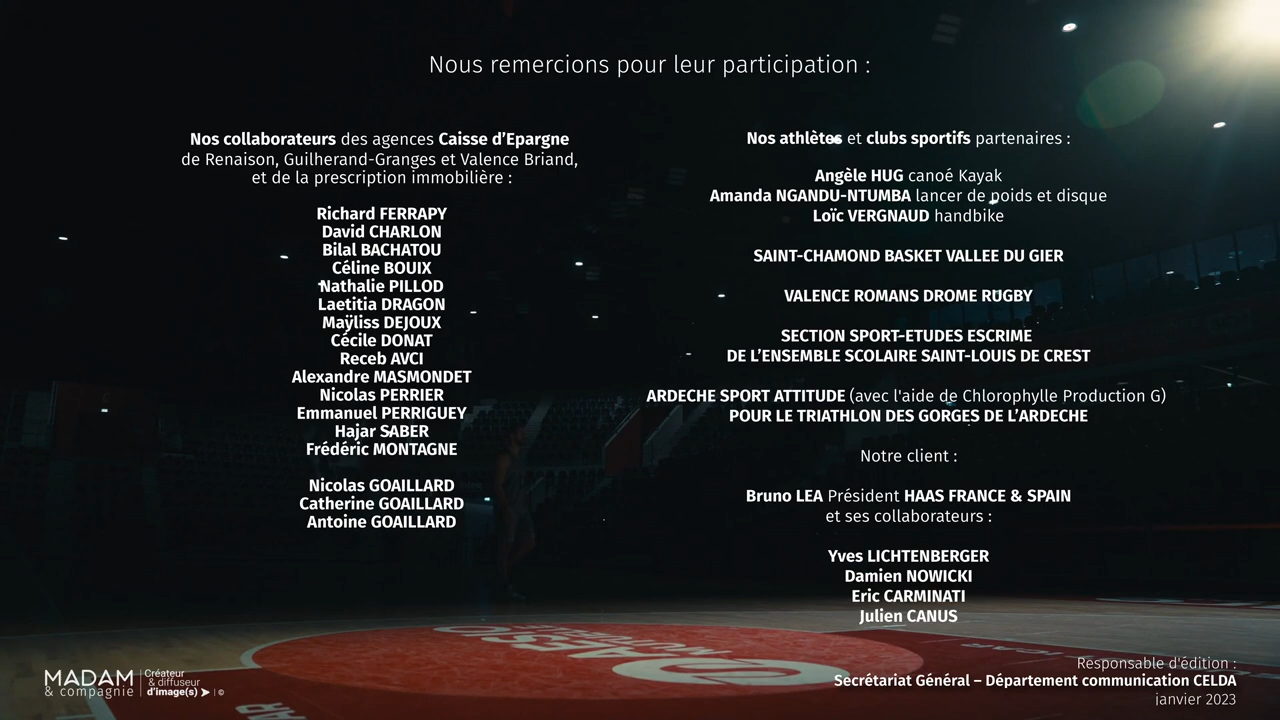 Nous remercions pour leur participation :
Nos collaborateurs des agences Caisse d’Epargne
de Renaison, Guilherand-Granges et Valence Briand,
et de la prescription immobilière :
Richard FERRAPY
David CHARLON
Bilal BACHATOU
Céline BOUIX
Nathalie PILLOD
Laetitia DRAGON
Maÿliss DEJOUX
Cécile DONAT
Receb AVCI
Alexandre MASMONDET
Nicolas PERRIER
Emmanuel PERRIGUEY
Hajar SABER
Frédéric MONTAGNE
Nicolas GOAILLARD
Catherine GOAILLARD
Antoine GOAILLARD
Nos athlètes et clubs sportifs partenaires :
Angèle HUG canoé Kayak
Amanda NGANDU-NTUMBA lancer de poids et disque
Loïc VERGNAUD handbike
SAINT-CHAMOND BASKET VALLEE DU GIER
VALENCE ROMANS DROME RUGBY
SECTION SPORT-ETUDES ESCRIME
DE L’ENSEMBLE SCOLAIRE SAINT-LOUIS DE CREST
ARDECHE SPORT ATTITUDE (avec l'aide de Chlorophylle Production G)
POUR LE TRIATHLON DES GORGES DE L’ARDECHE
Notre client :
Bruno LEA Président HAAS FRANCE & SPAIN
et ses collaborateurs :
Yves LICHTENBERGER
Damien NOWICKI
Eric CARMINATI
Julien CANUS
AESIO
MUTUELLE
MADAM
& compagnie
Créateur
& diffuseur
d’image(s) ➤ | ©
Responsable d'édition :
Secrétariat Général – Département communication CELDA
janvier 2023